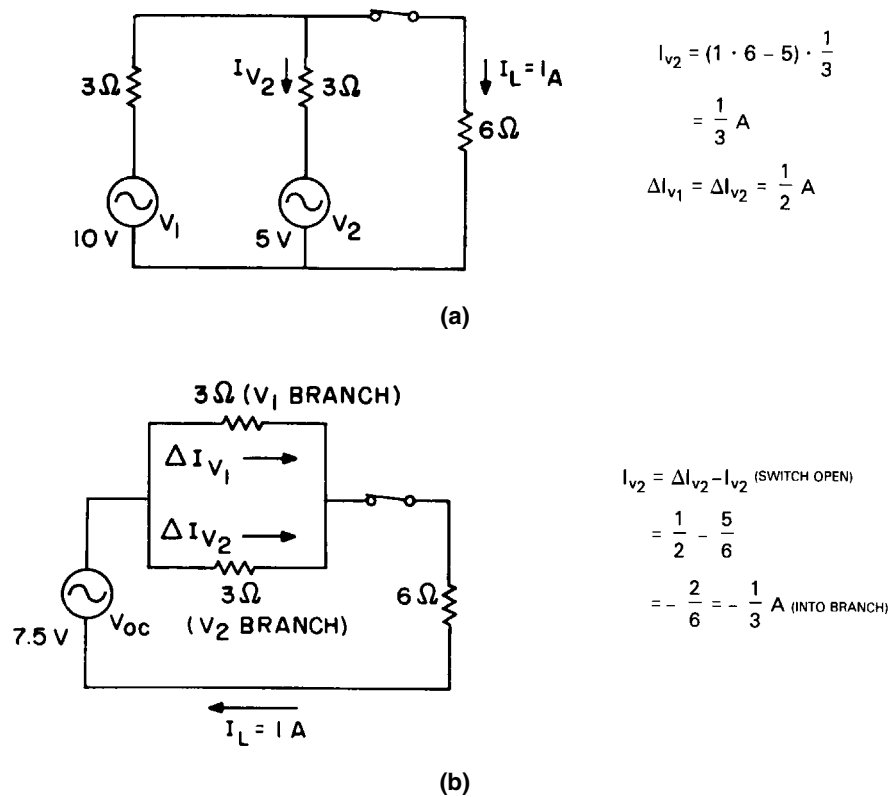 3Ω
I_V2
3Ω
I_L = 1A
6Ω
V1
10 V
5 V
V2
I_v2 = (1 · 6 – 5) · 1/3
= 1/3 A
ΔI_v1 = ΔI_v2 = 1/2 A
(a)
3Ω (V1 BRANCH)
ΔI_V1
ΔI_V2
3Ω
(V2 BRANCH)
6Ω
7.5 V
Voc
I_L = 1 A
I_v2 = ΔI_v2 – I_v2 (SWITCH OPEN)
= 1/2 – 5/6
= – 2/6 = – 1/3 A (INTO BRANCH)
(b)